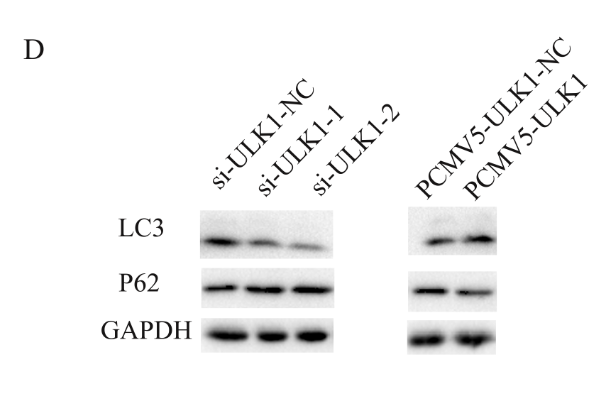 D
si-ULK1-NC
si-ULK1-1
si-ULK1-2
PCMV5-ULK1-NC
PCMV5-ULK1
LC3
P62
GAPDH